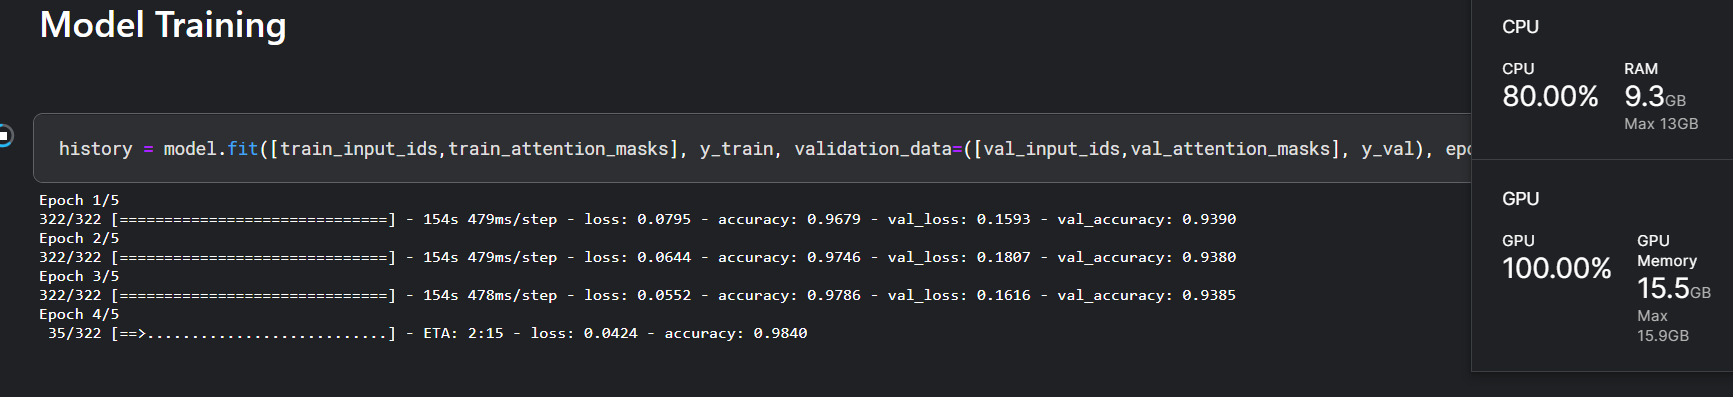 Model Training
history = model.fit([train_input_ids,train_attention_masks], y_train, validation_data=([val_input_ids,val_attention_masks], y_val), epo
Epoch 1/5
322/322 [==============================] - 154s 479ms/step - loss: 0.0795 - accuracy: 0.9679 - val_loss: 0.1593 - val_accuracy: 0.9390
Epoch 2/5
322/322 [==============================] - 154s 479ms/step - loss: 0.0644 - accuracy: 0.9746 - val_loss: 0.1807 - val_accuracy: 0.9380
Epoch 3/5
322/322 [==============================] - 154s 478ms/step - loss: 0.0552 - accuracy: 0.9786 - val_loss: 0.1616 - val_accuracy: 0.9385
Epoch 4/5
35/322 [==>...........................] - ETA: 2:15 - loss: 0.0424 - accuracy: 0.9840
CPU
CPU RAM
80.00% 9.3GB
Max 13GB
GPU
GPU GPU
Memory
100.00% 15.5GB
Max
15.9GB